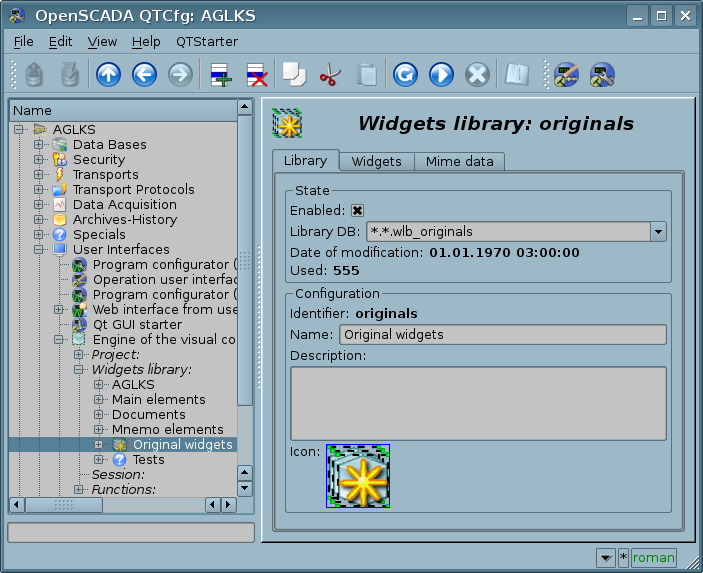 OpenSCADA QTCfg: AGLKS
File Edit View Help QTStarter
Name
AGLKS
Data Bases
Security
Transports
Transport Protocols
Data Acquisition
Archives-History
Specials
User Interfaces
Program configurator (
Operation user interfac
Program configurator (
Web interface from use
Qt GUI starter
Engine of the visual co
Project:
Widgets library:
AGLKS
Main elements
Documents
Mnemo elements
Original widgets
Tests
Session:
Functions:
Widgets library: originals
Library Widgets Mime data
State
Enabled:
Library DB: *.*.wlb_originals
Date of modification: 01.01.1970 03:00:00
Used: 555
Configuration
Identifier: originals
Name: Original widgets
Description:
Icon:
* roman